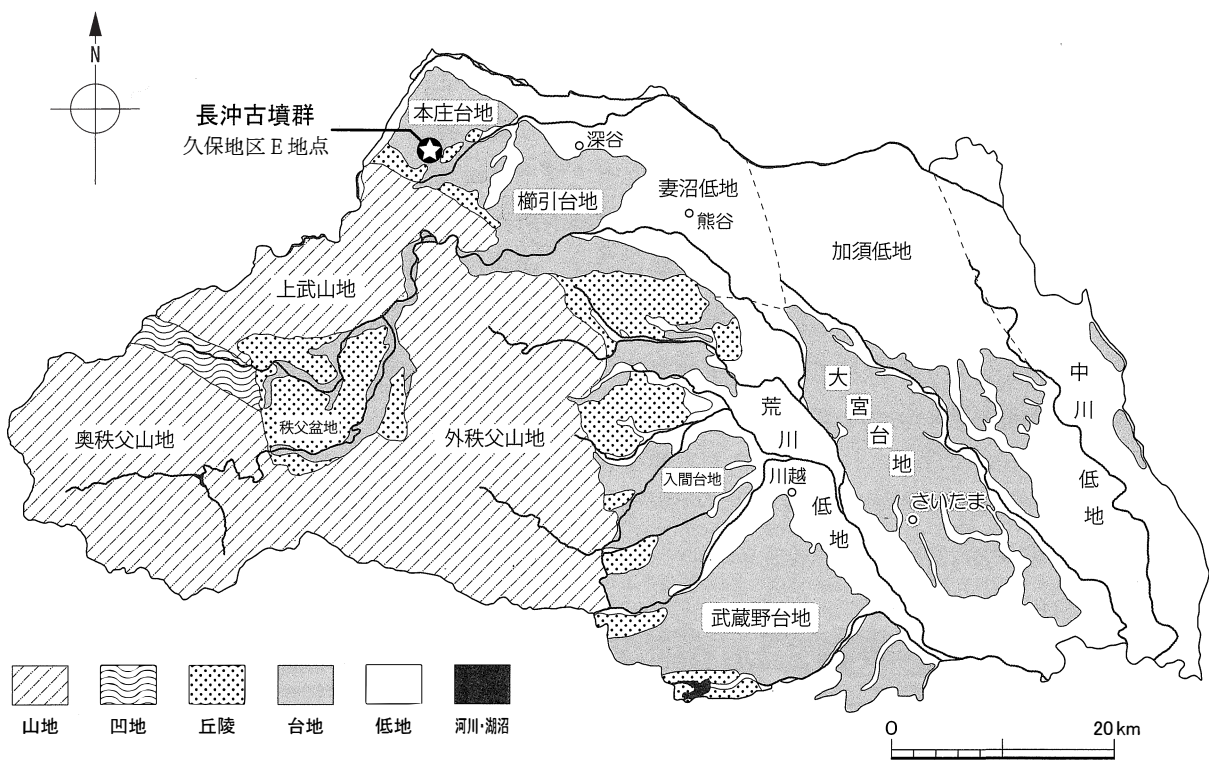 N
長沖古墳群
久保地区E地点
本庄台地
深谷
櫛引台地
妻沼低地
熊谷
加須低地
上武山地
大宮台地
中川低地
荒川低地
奥秩父山地
秩父盆地
外秩父山地
入間台地
川越
さいたま
武蔵野台地
山地
凹地
丘陵
台地
低地
河川・湖沼
0
20km